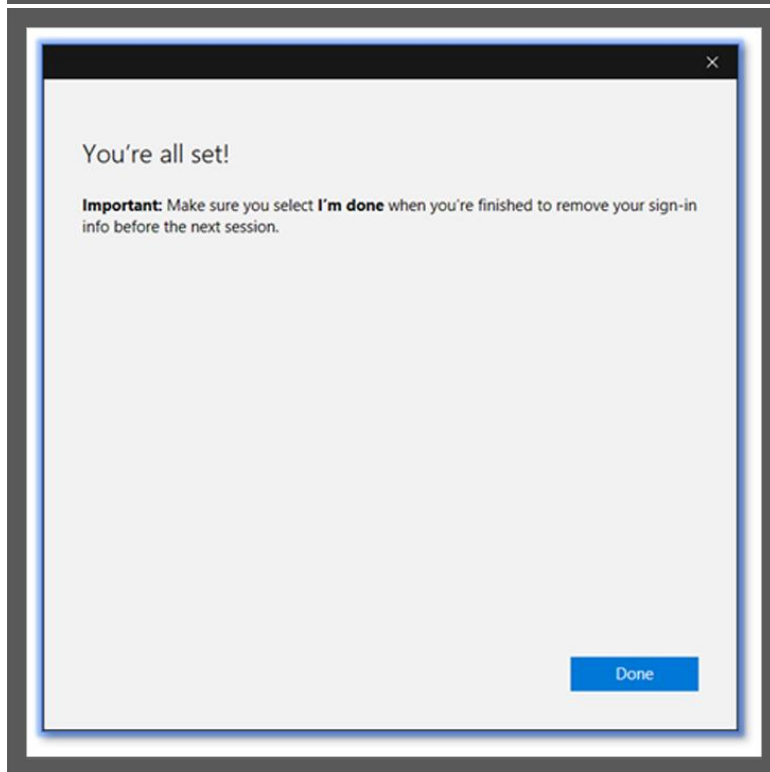 You're all set!
Important: Make sure you select I'm done when you're finished to remove your sign-in
info before the next session.
Done